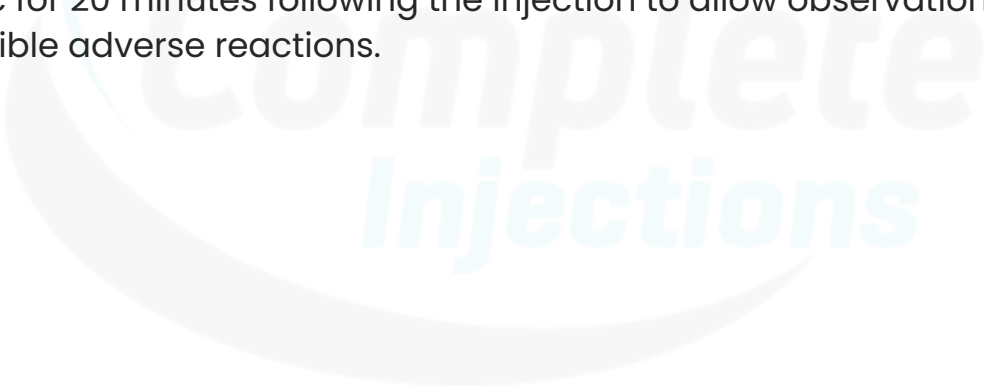 for 20 minutes following the injection to allow observation
ible adverse reactions.
Complete
Injections